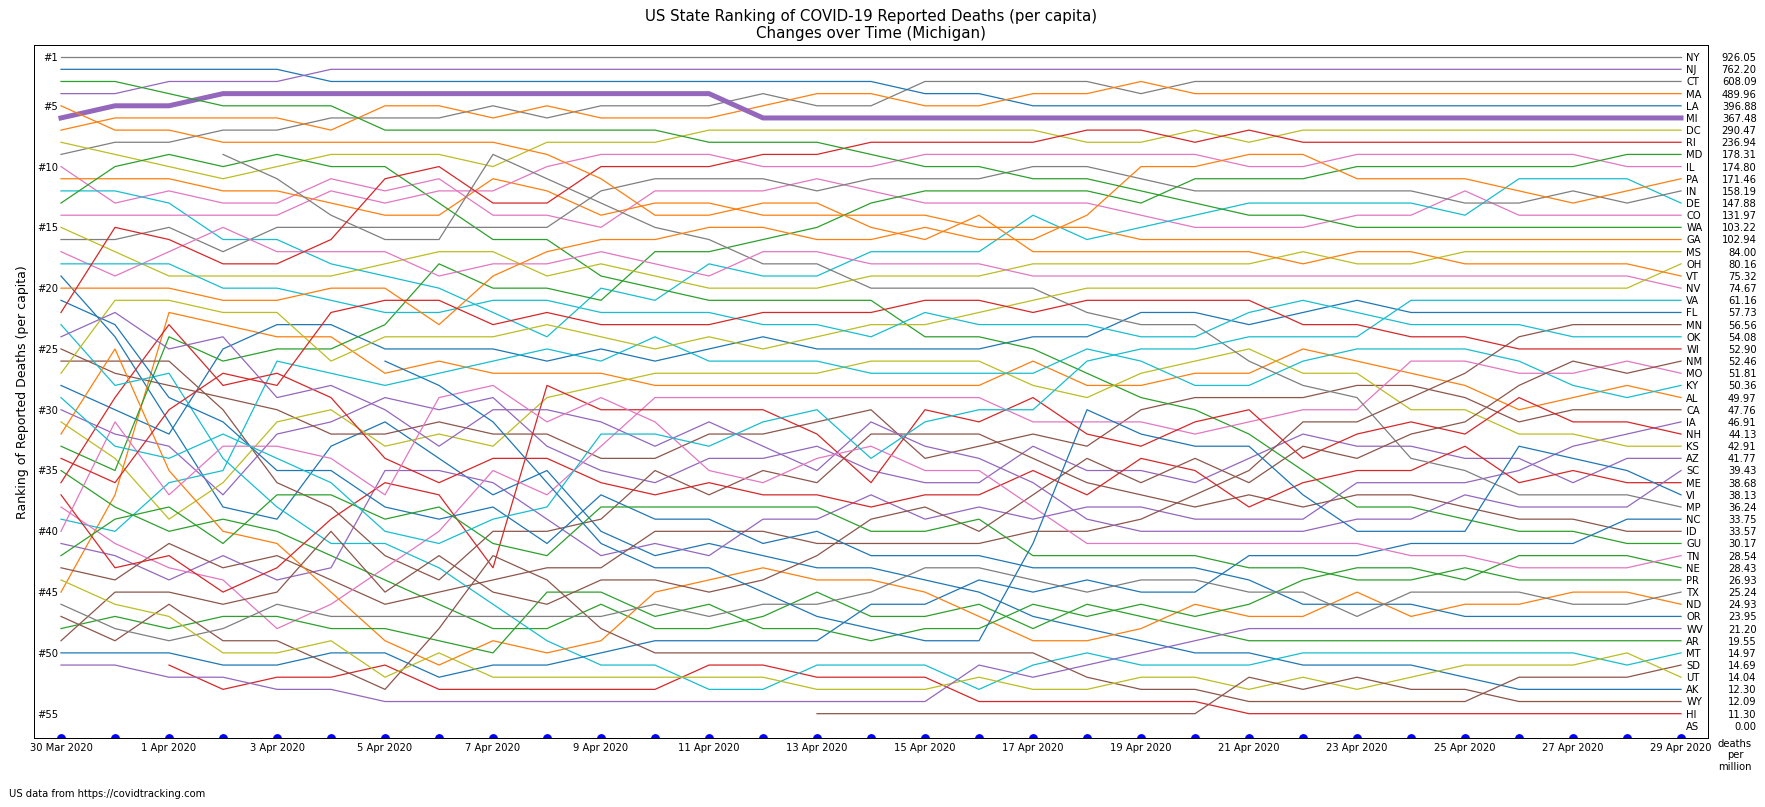 US State Ranking of COVID-19 Reported Deaths (per capita)
Changes over Time (Michigan)
Ranking of Reported Deaths (per capita)
#1
#5
#10
#15
#20
#25
#30
#35
#40
#45
#50
#55
NY 926.05
NJ 762.20
CT 608.09
MA 489.96
LA 396.88
MI 367.48
DC 290.47
RI 236.94
MD 178.31
IL 174.80
PA 171.46
IN 158.19
DE 147.88
CO 131.97
WA 103.22
GA 102.94
MS 84.00
OH 80.16
VT 75.32
NV 74.67
VA 61.16
FL 57.73
MN 56.56
OK 54.08
WI 52.90
NM 52.46
MO 51.81
KY 50.36
AL 49.97
CA 47.76
IA 46.91
NH 44.13
KS 42.91
AZ 41.77
SC 39.43
ME 38.68
VI 38.13
MP 36.24
NC 33.75
ID 33.57
GU 30.17
TN 28.54
NE 28.43
PR 26.93
TX 25.24
ND 24.93
OR 23.95
WV 21.20
AR 19.55
MT 14.97
SD 14.69
UT 14.04
AK 12.30
WY 12.09
HI 11.30
AS 0.00
30 Mar 2020 1 Apr 2020 3 Apr 2020 5 Apr 2020 7 Apr 2020 9 Apr 2020 11 Apr 2020 13 Apr 2020 15 Apr 2020 17 Apr 2020 19 Apr 2020 21 Apr 2020 23 Apr 2020 25 Apr 2020 27 Apr 2020 29 Apr 2020
deaths
per
million
US data from https://covidtracking.com